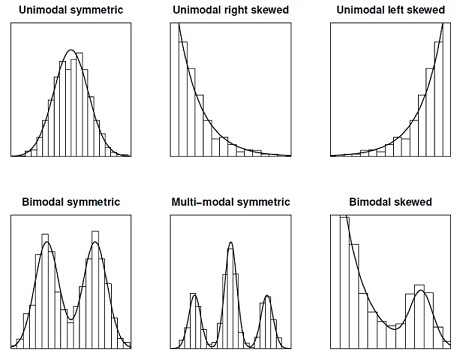 Unimodal symmetric
Unimodal right skewed
Unimodal left skewed
Bimodal symmetric
Multi−modal symmetric
Bimodal skewed